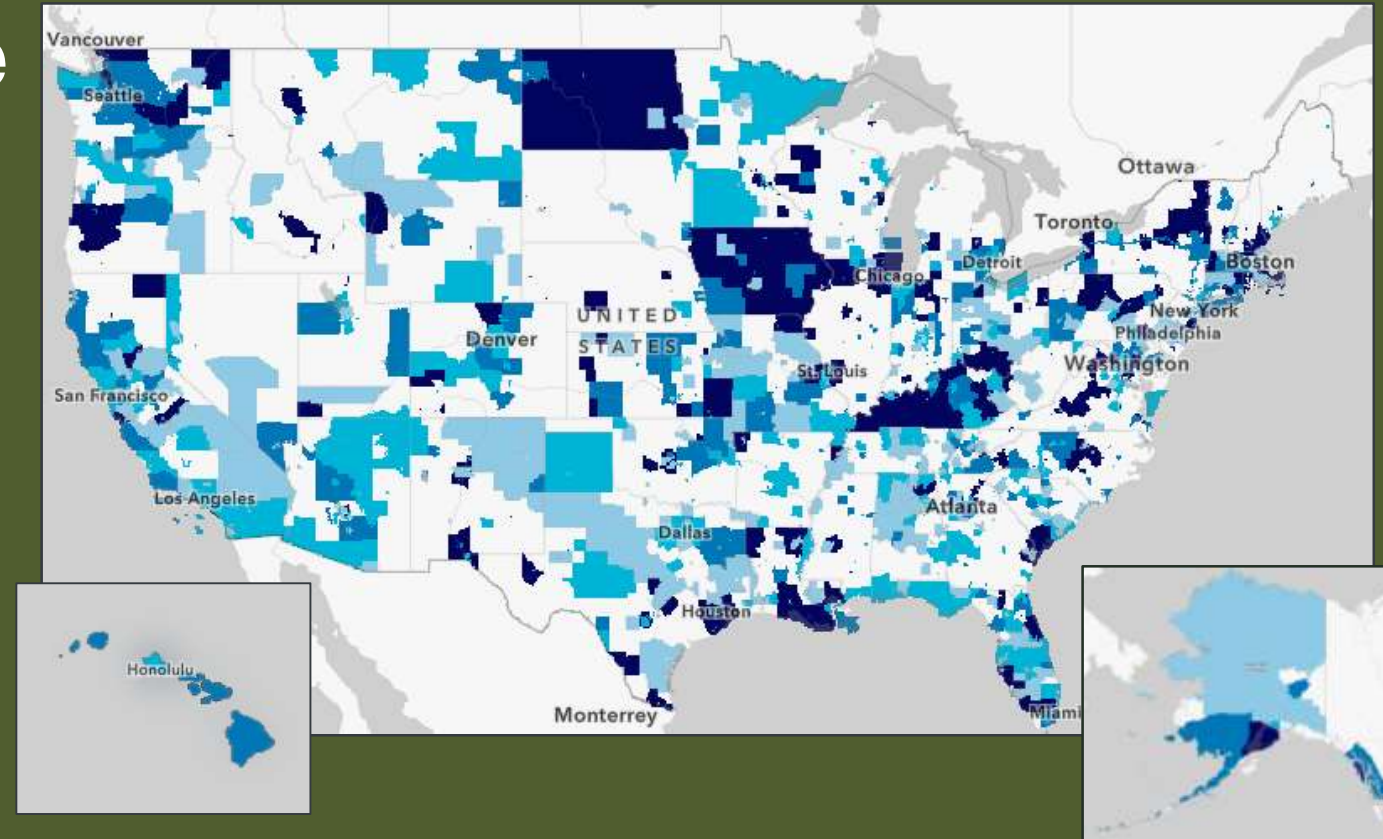 e
Vancouver
Seattle
Ottawa
Toronto
Boston
Detroit
Chicago
New York
UNITED
Philadelphia
Denver
STATES
Washington
St. Louis
San Francisco
Los Angeles
Atlanta
Dallas
Houston
Honolulu
Monterrey
Miami